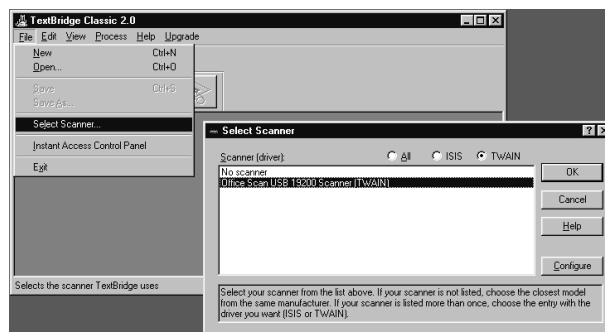 TextBridge Classic 2.0
File Edit View Process Help Upgrade
New Ctrl+N
Open... Ctrl+O
Save Ctrl+S
Save As...
Select Scanner...
Instant Access Control Panel
Exit
Selects the scanner TextBridge uses
Select Scanner
Scanner (driver): All ISIS TWAIN
No scanner
Office Scan USB 19200 Scanner (TWAIN)
OK
Cancel
Help
Configure
Select your scanner from the list above. If your scanner is not listed, choose the closest model
from the same manufacturer. If your scanner is listed more than once, choose the entry with the
driver you want (ISIS or TWAIN).